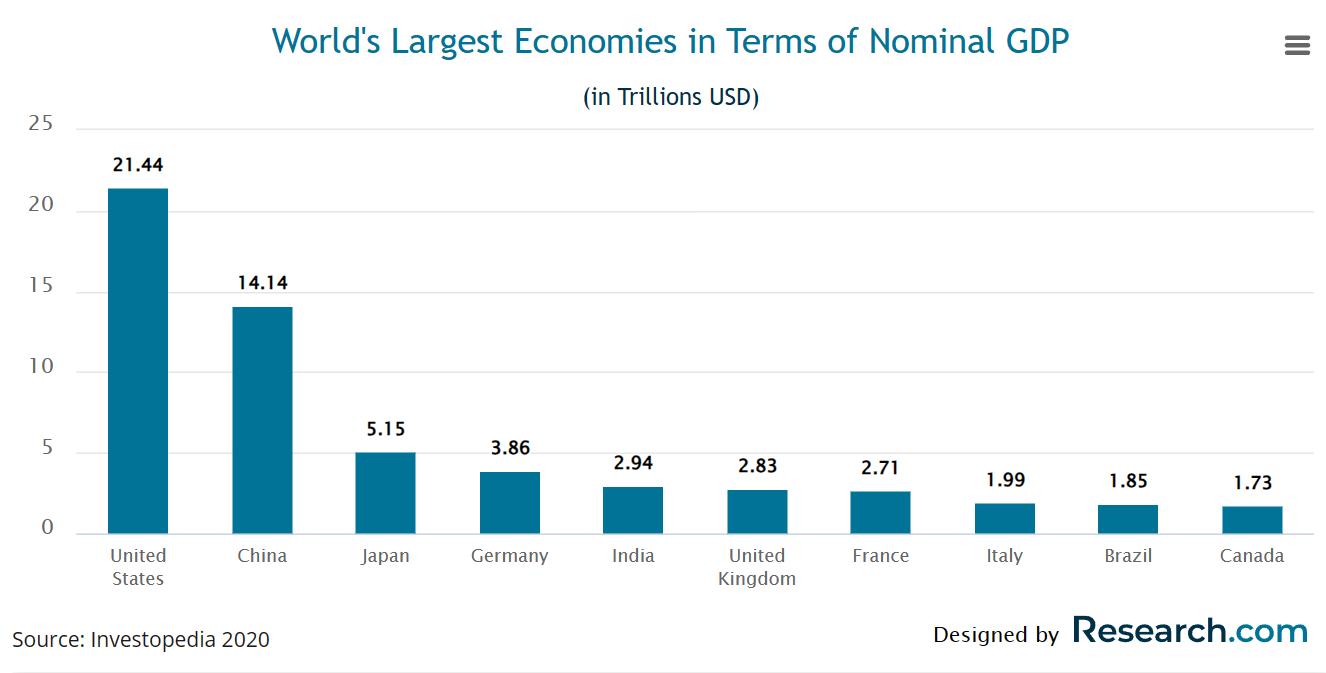 World's Largest Economies in Terms of Nominal GDP
(in Trillions USD)
25
20
15
10
5
0
21.44
14.14
5.15
3.86
2.94
2.83
2.71
1.99
1.85
1.73
United
States
China
Japan
Germany
India
United
Kingdom
France
Italy
Brazil
Canada
Source: Investopedia 2020
Designed by Research.com